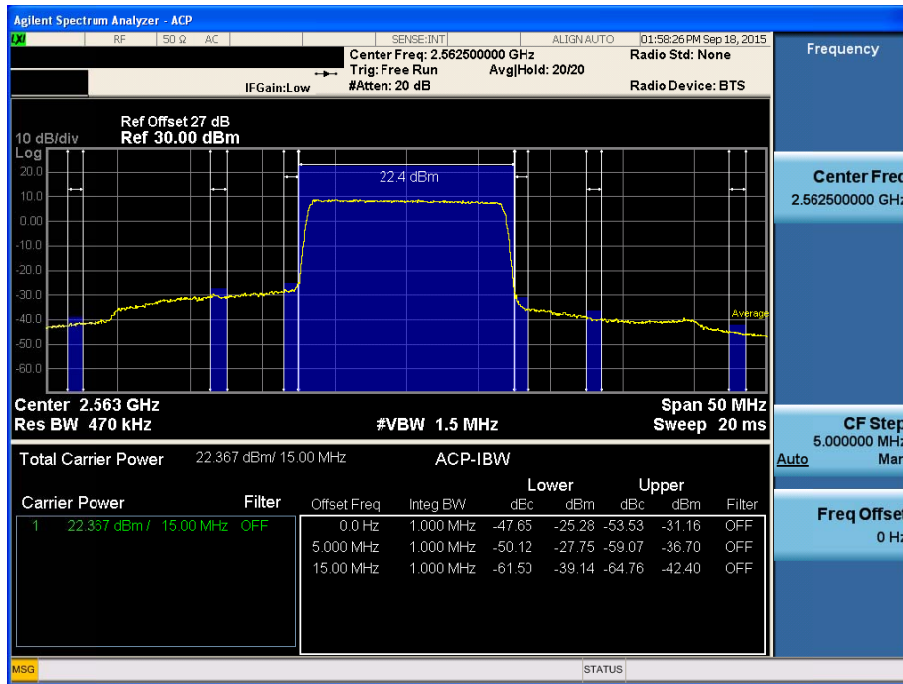 Agilent Spectrum Analyzer - ACP
LXI RF 50 Ω AC SENSE:INT ALIGN AUTO 01:58:26 PM Sep 18, 2015
Center Freq: 2.562500000 GHz Radio Std: None
Trig: Free Run Avg|Hold: 20/20
IFGain:Low #Atten: 20 dB Radio Device: BTS
Frequency
Ref Offset 27 dB
10 dB/div Ref 30.00 dBm
Log
20.0
10.0
0.00
-10.0
-20.0
-30.0
-40.0
-50.0
-60.0
22.4 dBm
Average
Center Freq
2.562500000 GHz
Center 2.563 GHz Span 50 MHz
Res BW 470 kHz #VBW 1.5 MHz Sweep 20 ms
CF Step
5.000000 MHz
Auto Man
Total Carrier Power 22.367 dBm/ 15.00 MHz ACP-IBW
Lower Upper
Carrier Power Filter Offset Freq Integ BW dBc dBm dBc dBm Filter
1 22.367 dBm / 15.00 MHz OFF 0.0 Hz 1.000 MHz -47.65 -25.28 -53.53 -31.16 OFF
5.000 MHz 1.000 MHz -50.12 -27.75 -59.07 -36.70 OFF
15.00 MHz 1.000 MHz -61.50 -39.14 -64.76 -42.40 OFF
Freq Offset
0 Hz
MSG STATUS